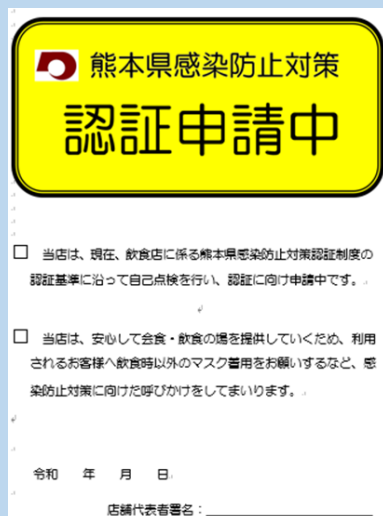 熊本県感染防止対策
認証申請中
□ 当店は、現在、飲食店に係る熊本県感染防止対策認証制度の
認証基準に沿って自己点検を行い、認証に向け申請中です。
□ 当店は、安心して会食・飲食の場を提供していくため、利用
されるお客様へ飲食時以外のマスク着用をお願いするなど、感
染防止対策に向けた呼びかけをしてまいります。
令和 年 月 日
店舗代表者署名：